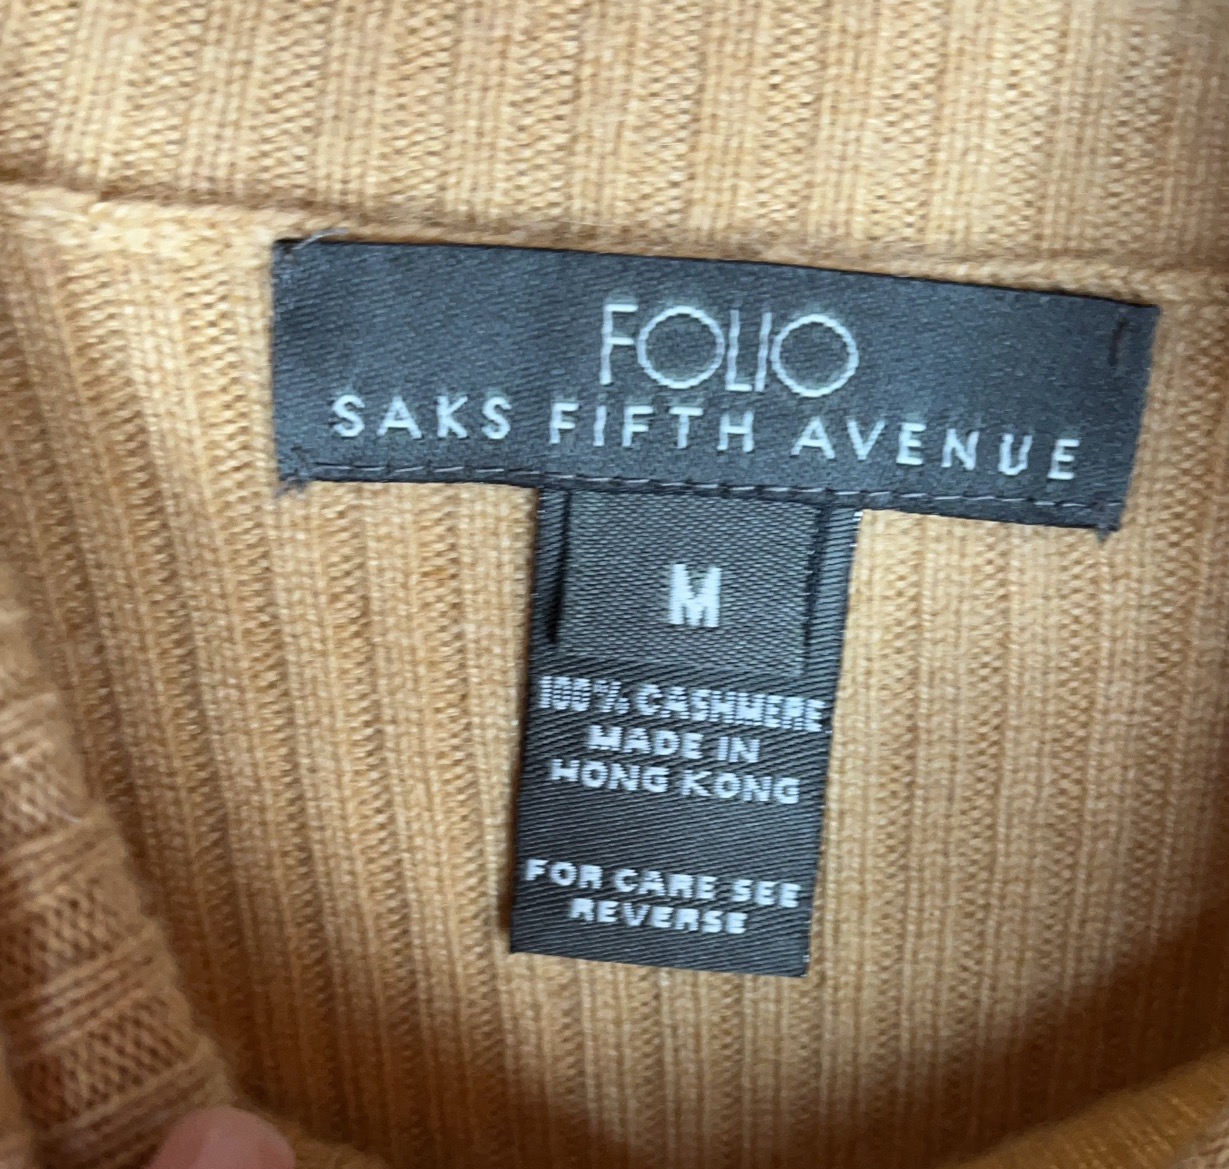 FOLIO
SAKS FIFTH AVENUE
M
100% CASHMERE
MADE IN
HONG KONG
FOR CARE SEE
REVERSE